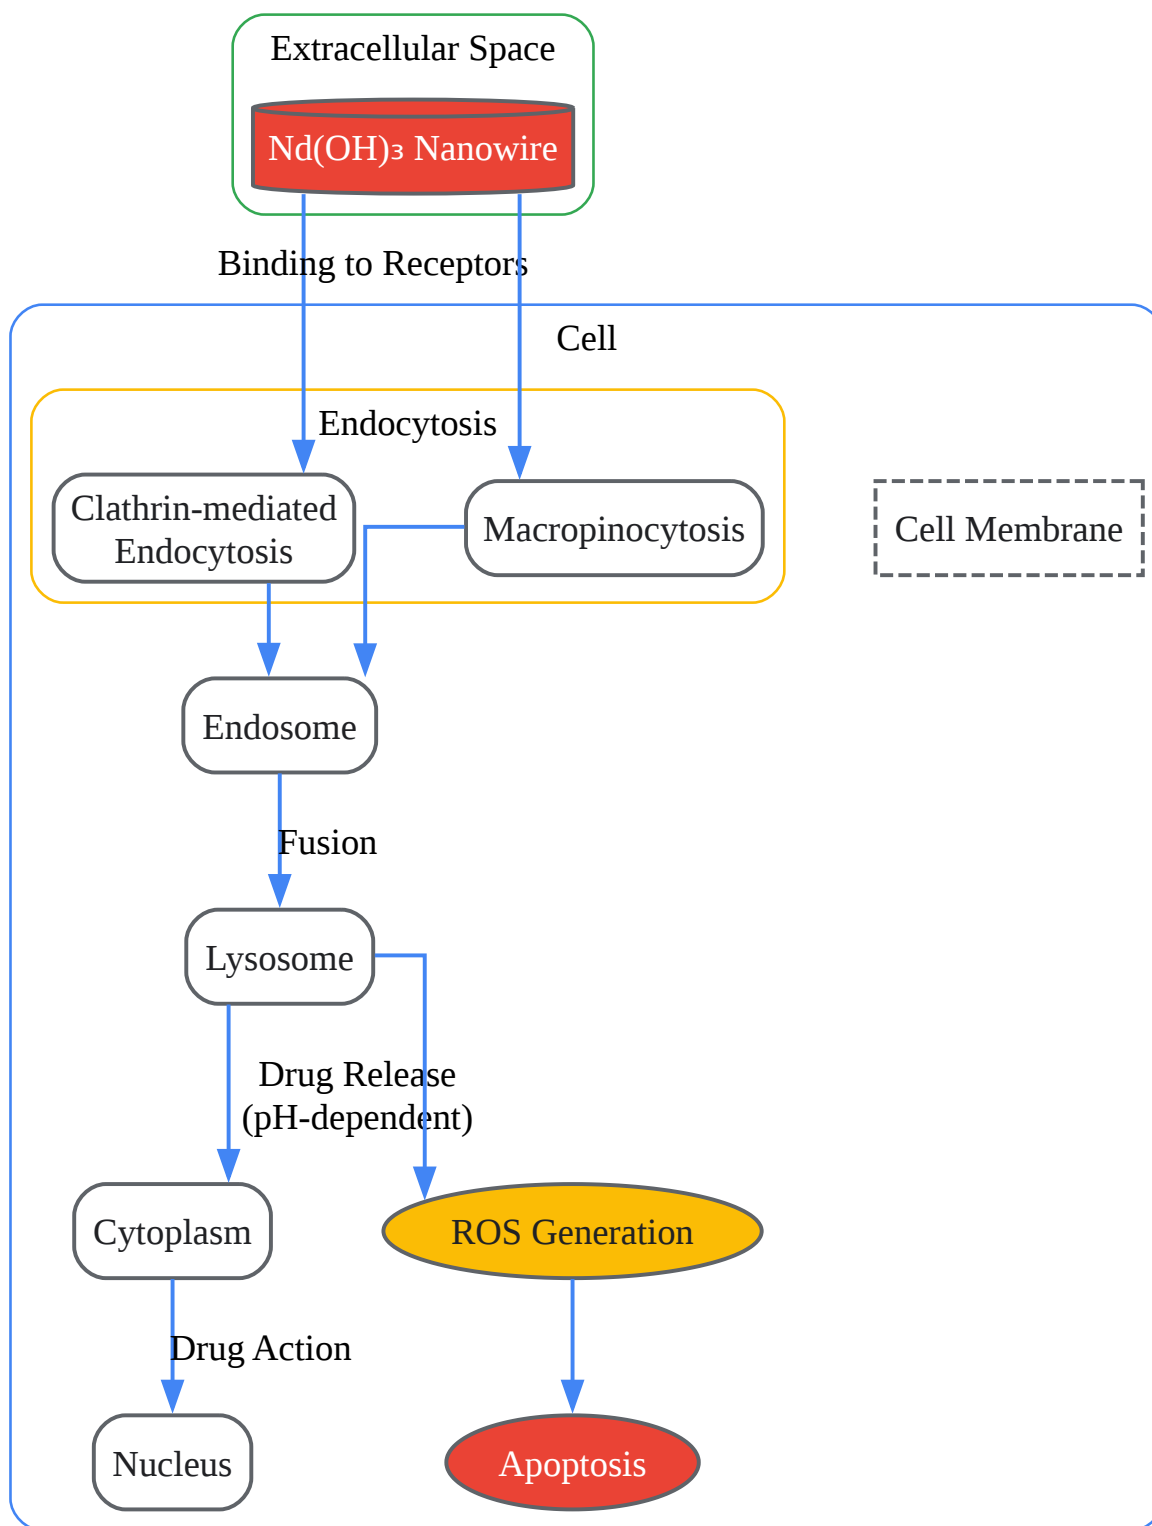 Extracellular Space
Nd(OH)₃ Nanowire
Binding to Receptors
Cell
Endocytosis
Clathrin-mediated
Endocytosis
Macropinocytosis
Cell Membrane
Endosome
Fusion
Lysosome
Drug Release
(pH-dependent)
Cytoplasm
ROS Generation
Drug Action
Nucleus
Apoptosis